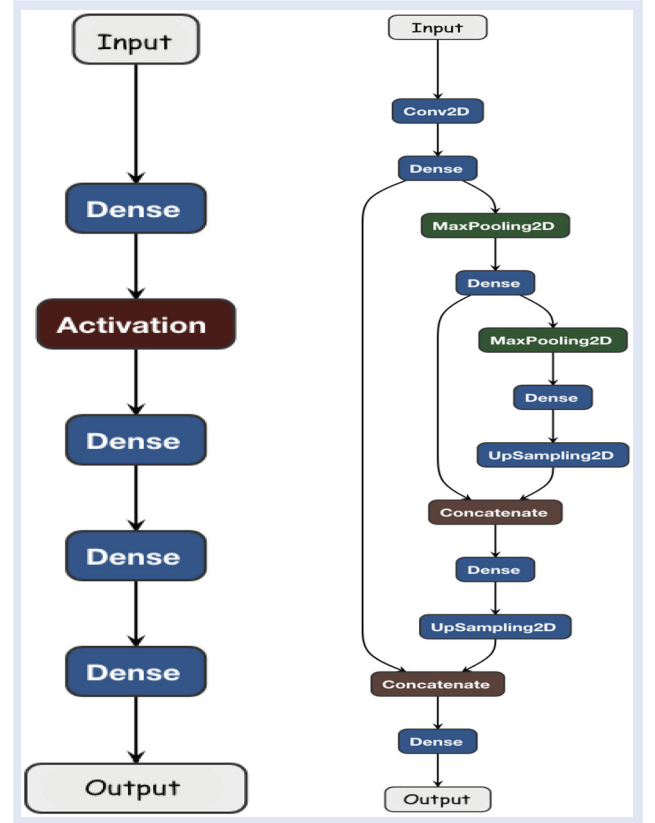 Input
Dense
Activation
Dense
Dense
Dense
Output
Input
Conv2D
Dense
MaxPooling2D
Dense
MaxPooling2D
Dense
UpSampling2D
Concatenate
Dense
UpSampling2D
Concatenate
Dense
Output